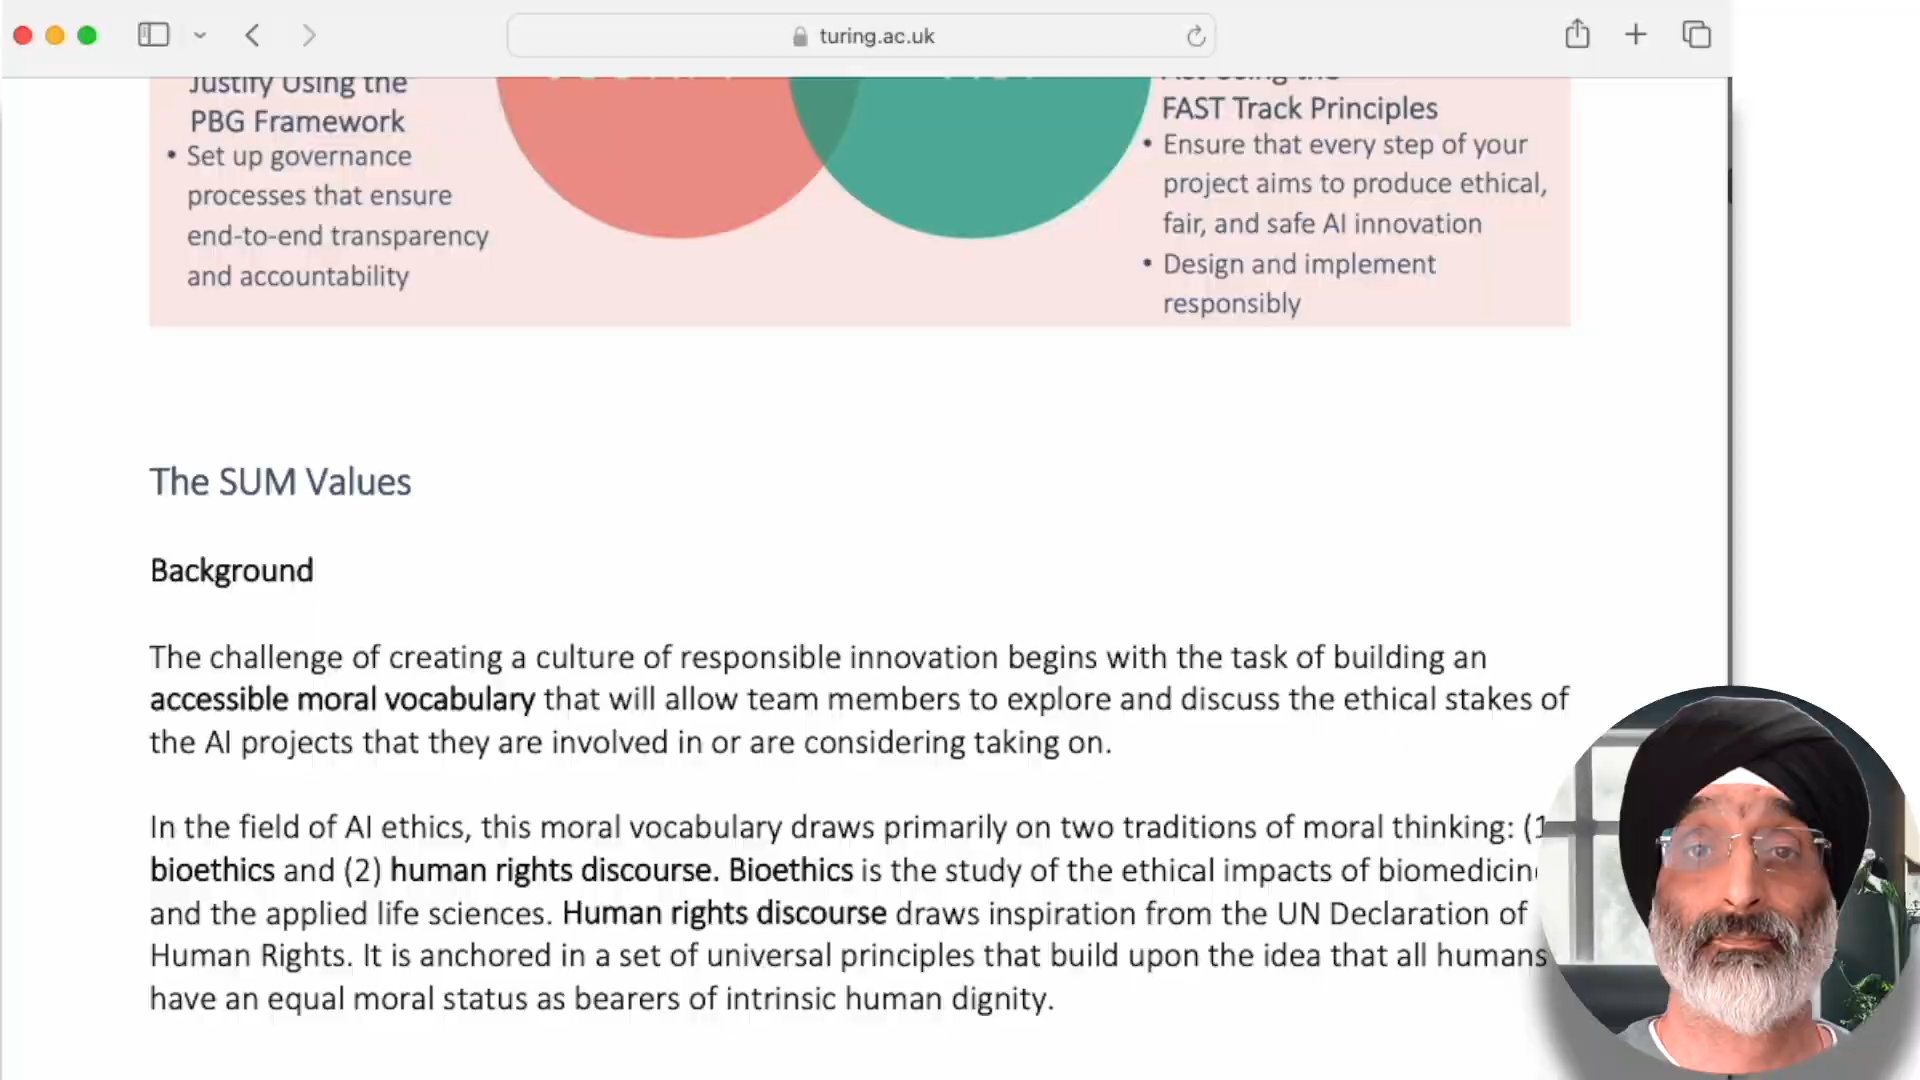 turing.ac.uk
Justify Using the
PBG Framework
• Set up governance
processes that ensure
end-to-end transparency
and accountability
FAST Track Principles
• Ensure that every step of your
project aims to produce ethical,
fair, and safe AI innovation
• Design and implement
responsibly
The SUM Values
Background
The challenge of creating a culture of responsible innovation begins with the task of building an
accessible moral vocabulary that will allow team members to explore and discuss the ethical stakes of
the AI projects that they are involved in or are considering taking on.
In the field of AI ethics, this moral vocabulary draws primarily on two traditions of moral thinking: (1
bioethics and (2) human rights discourse. Bioethics is the study of the ethical impacts of biomedicin
and the applied life sciences. Human rights discourse draws inspiration from the UN Declaration of
Human Rights. It is anchored in a set of universal principles that build upon the idea that all humans
have an equal moral status as bearers of intrinsic human dignity.